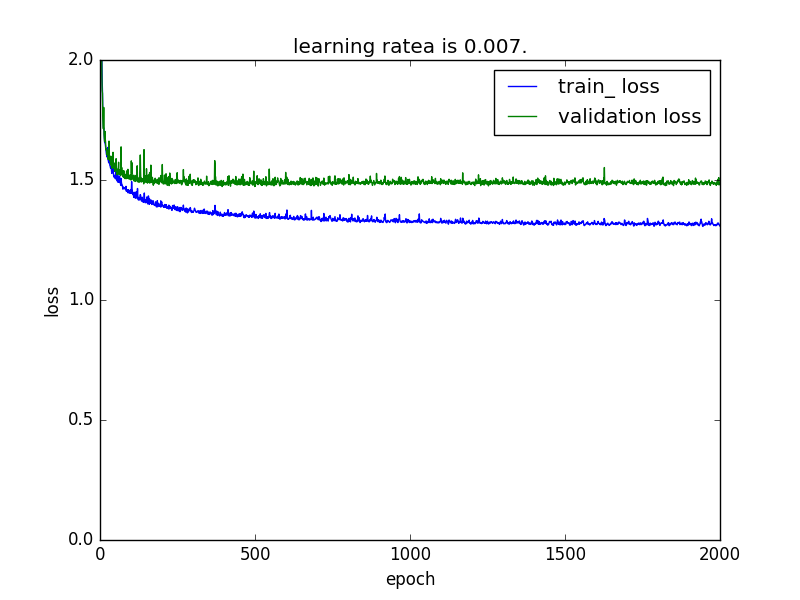 learning ratea is 0.007.
train_ loss
validation loss
2.0
1.5
1.0
0.5
0.0
loss
0 500 1000 1500 2000
epoch